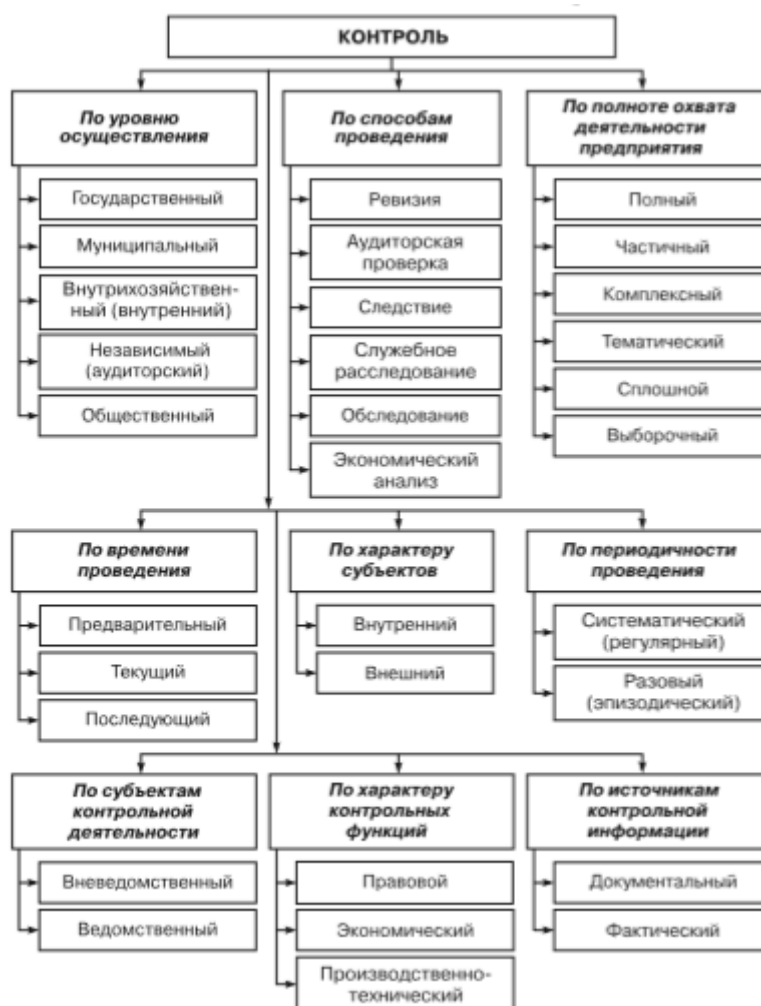 КОНТРОЛЬ
По уровню
осуществления
Государственный
Муниципальный
Внутрихозяйствен-
ный (внутренний)
Независимый
(аудиторский)
Общественный
По способам
проведения
Ревизия
Аудиторская
проверка
Следствие
Служебное
расследование
Обследование
Экономический
анализ
По полноте охвата
деятельности
предприятия
Полный
Частичный
Комплексный
Тематический
Сплошной
Выборочный
По времени
проведения
Предварительный
Текущий
Последующий
По характеру
субъектов
Внутренний
Внешний
По периодичности
проведения
Систематический
(регулярный)
Разовый
(эпизодический)
По субъектам
контрольной
деятельности
Вневедомственный
Ведомственный
По характеру
контрольных
функций
Правовой
Экономический
Производственно-
технический
По источникам
контрольной
информации
Документальный
Фактический